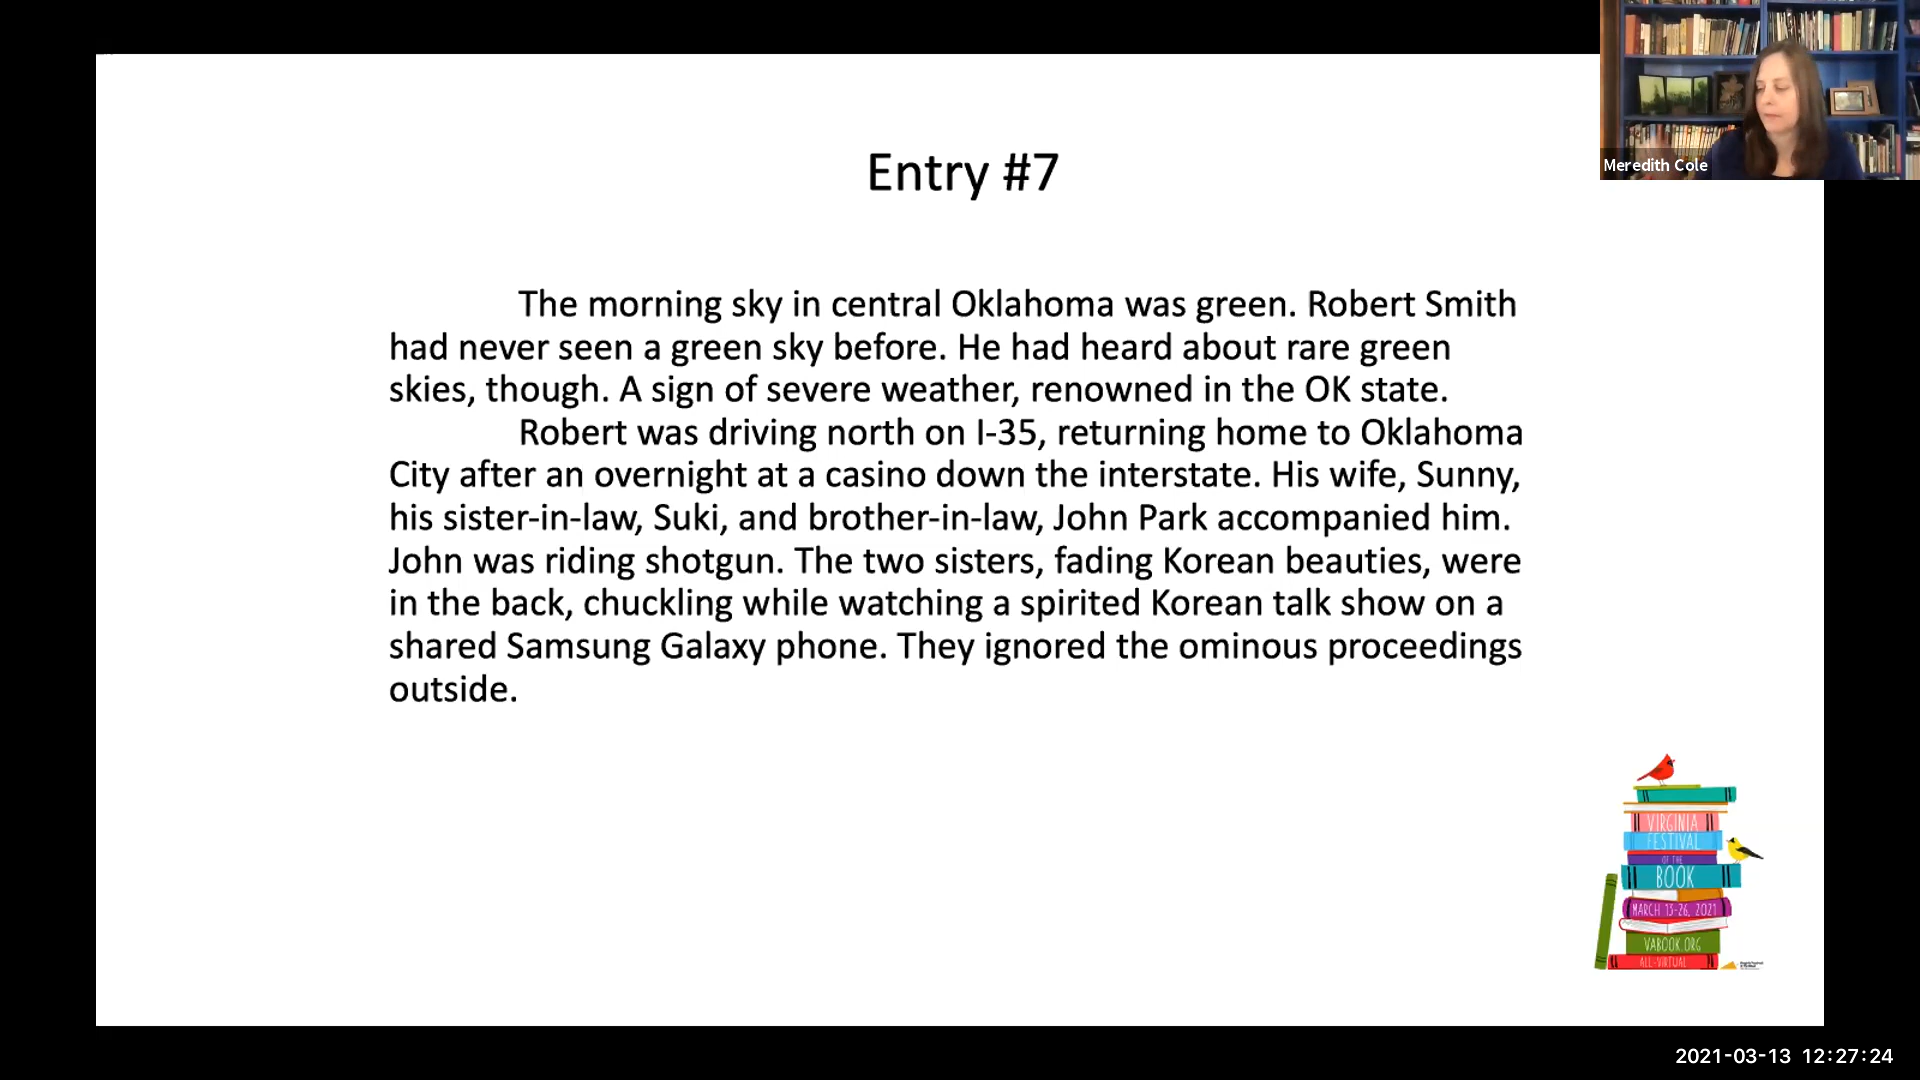 Meredith Cole
Entry #7
The morning sky in central Oklahoma was green. Robert Smith
had never seen a green sky before. He had heard about rare green
skies, though. A sign of severe weather, renowned in the OK state.
Robert was driving north on I-35, returning home to Oklahoma
City after an overnight at a casino down the interstate. His wife, Sunny,
his sister-in-law, Suki, and brother-in-law, John Park accompanied him.
John was riding shotgun. The two sisters, fading Korean beauties, were
in the back, chuckling while watching a spirited Korean talk show on a
shared Samsung Galaxy phone. They ignored the ominous proceedings
outside.
VIRGINIA
FESTIVAL
OF THE
BOOK
MARCH 13-26, 2021
VABOOK.ORG
ALL-VIRTUAL
2021-03-13 12:27:24